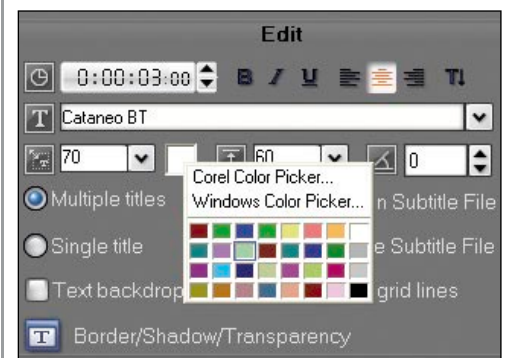 Edit
0:00:03:00 B I U T
T Cataneo BT
T 70 60 0
Corel Color Picker...
Windows Color Picker...
Multiple titles n Subtitle File
Single title e Subtitle File
Text backdrop grid lines
T Border/Shadow/Transparency